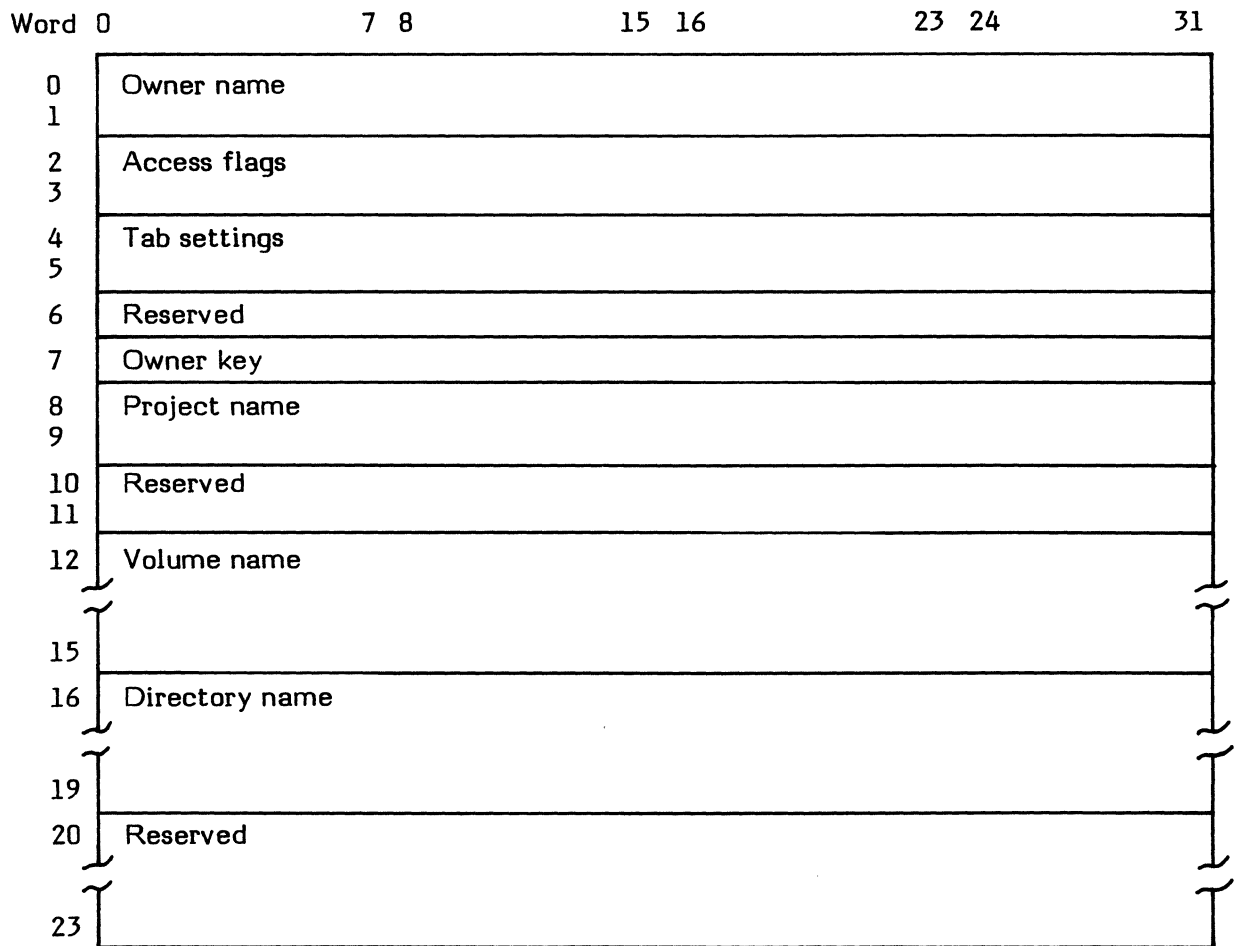 Word 0 7 8 15 16 23 24 31
0 Owner name
1
2 Access flags
3
4 Tab settings
5
6 Reserved
7 Owner key
8 Project name
9
10 Reserved
11
12 Volume name
15
16 Directory name
19
20 Reserved
23